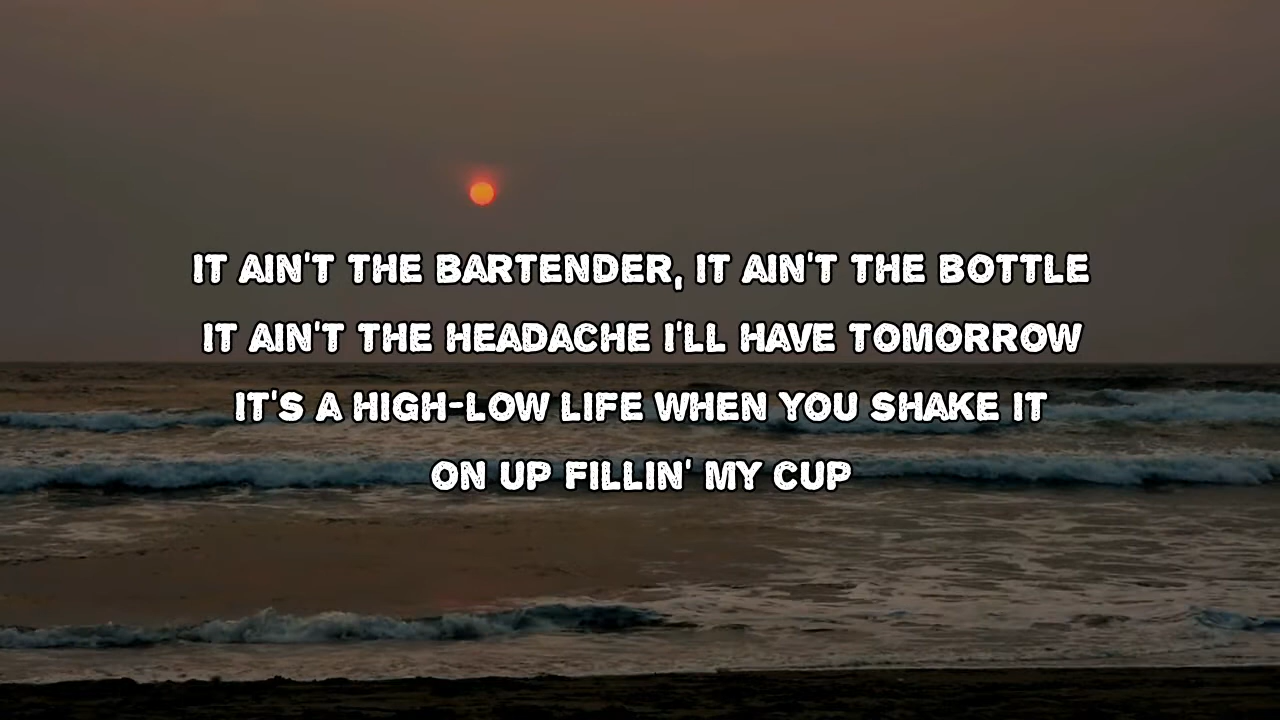 IT AIN'T THE BARTENDER, IT AIN'T THE BOTTLE
IT AIN'T THE HEADACHE I'LL HAVE TOMORROW
IT'S A HIGH-LOW LIFE WHEN YOU SHAKE IT
ON UP FILLIN' MY CUP